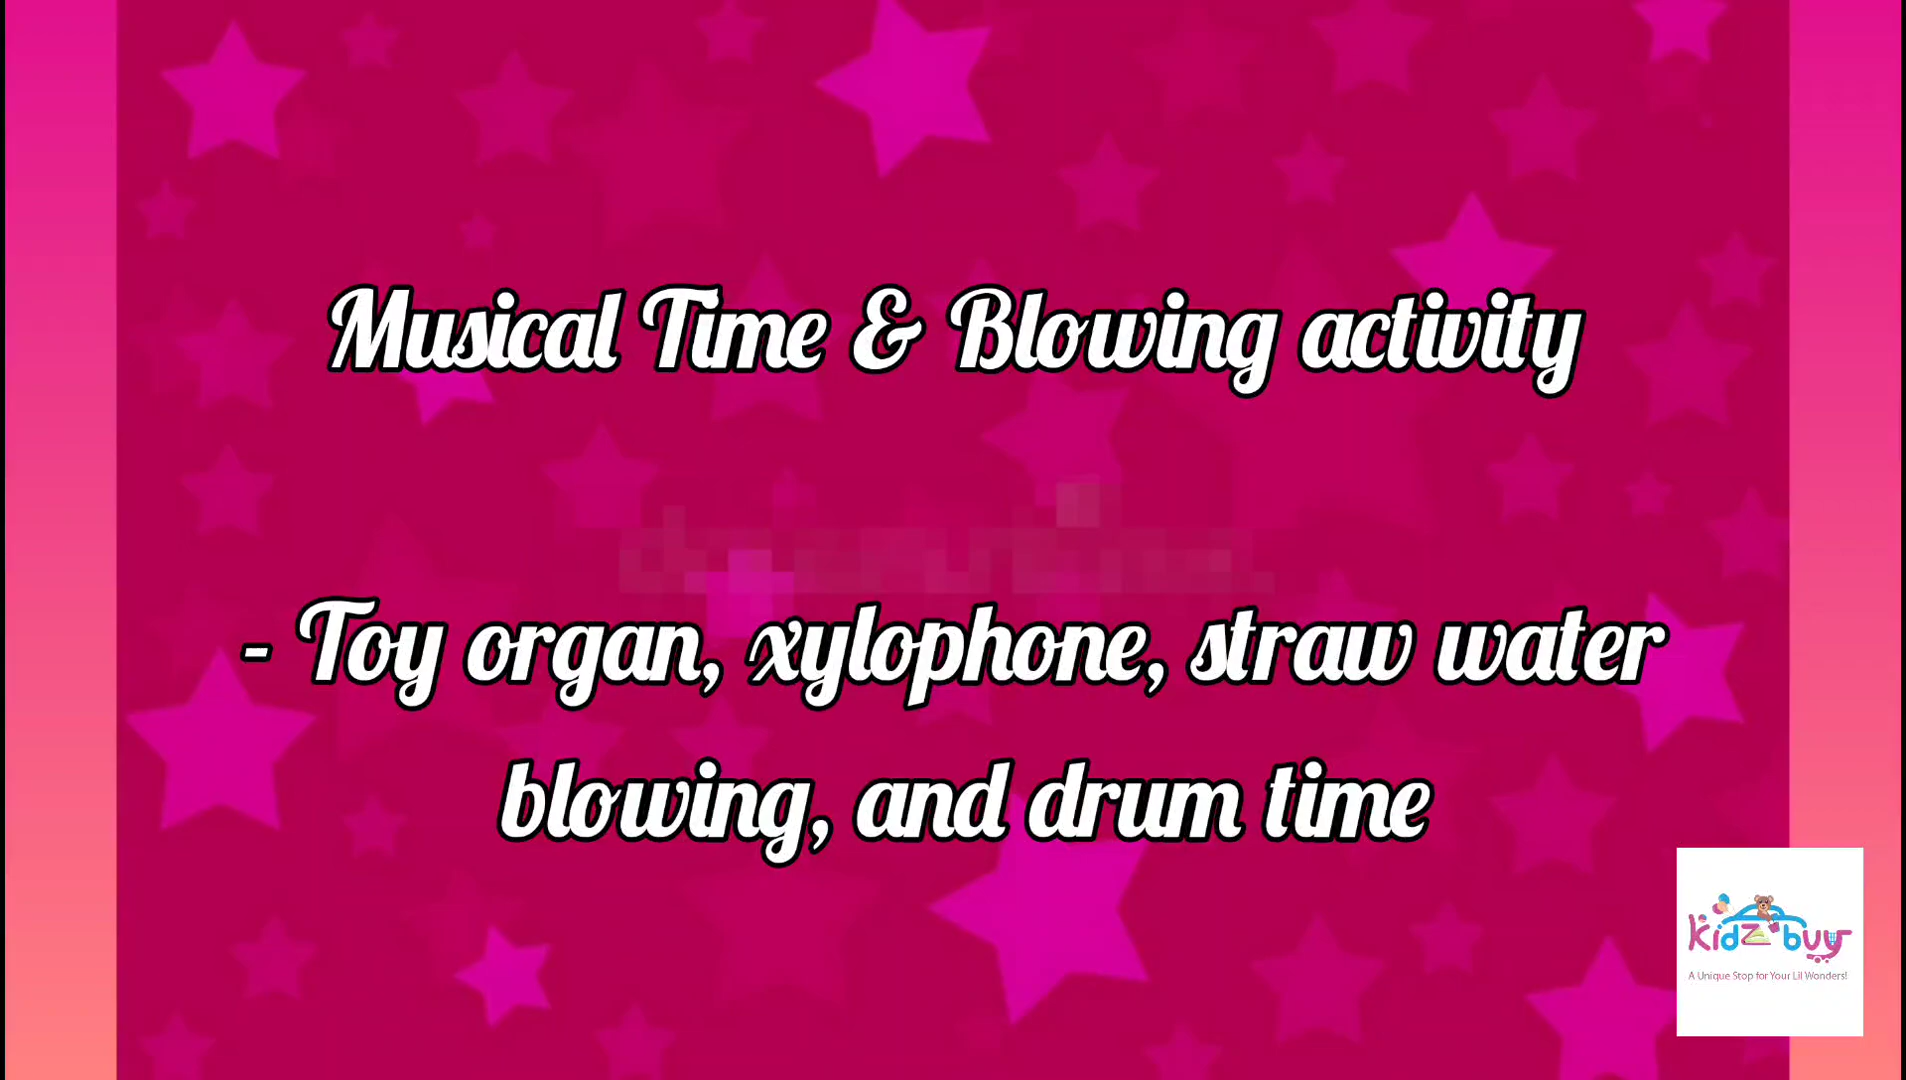 Musical Time & Blowing activity
- Toy organ, xylophone, straw water
blowing, and drum time
kidz buy
A Unique Stop for Your Lil Wonders!